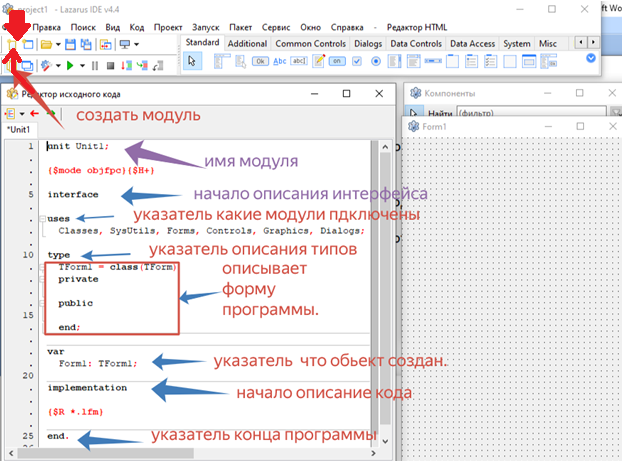 project1 - Lazarus IDE v4.4
Правка Поиск Вид Код Проект Запуск Пакет Сервис Окно Справка - Редактор HTML
Standard Additional Common Controls Dialogs Data Controls Data Access System Misc
Ok Abc abc on
Редактор исходного кода
Компоненты
Найти (фильтр)
создать модуль
*Unit1
Form1
1 unit Unit1;
имя модуля
{$mode objfpc}{$H+}
5 interface
начало описания интерфейса
указатель какие модули пдключены
uses
Classes, SysUtils, Forms, Controls, Graphics, Dialogs;
указатель описания типов
10 type
TForm1 = class(TForm)
описывает
private
форму
public
программы.
15
end;
var
Form1: TForm1;
указатель что обьект создан.
20
implementation
начало описание кода
{$R *.lfm}
указатель конца программы
25 end.